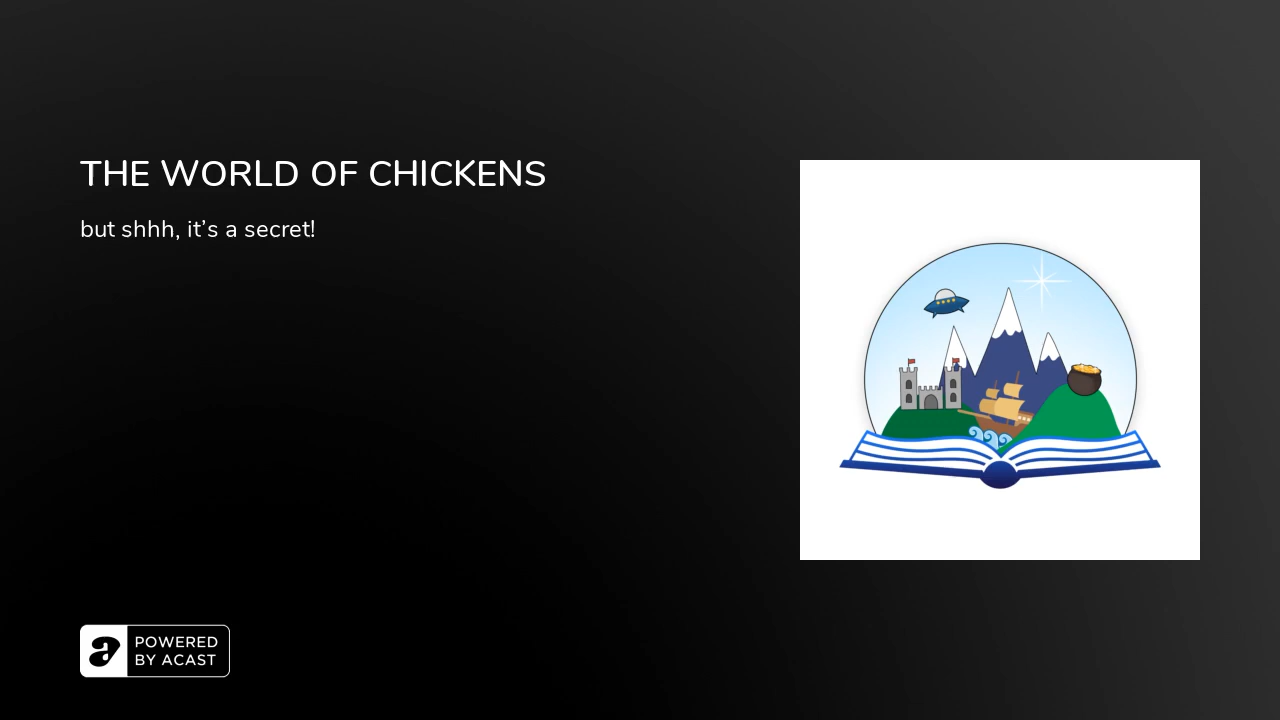 THE WORLD OF CHICKENS
but shhh, it’s a secret!
a POWERED
BY ACAST